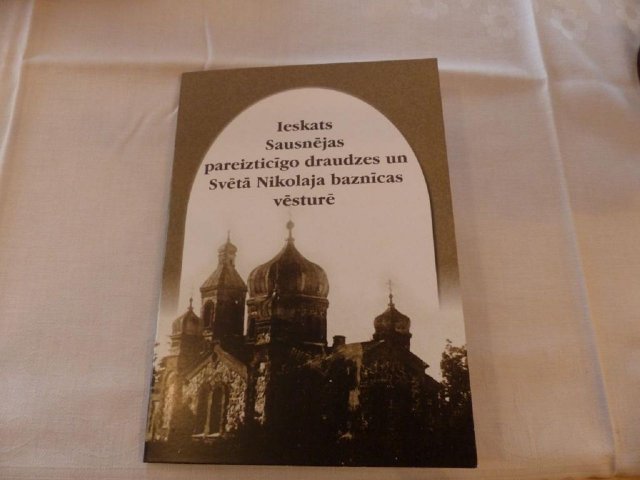 Ieskats
Sausnējas
pareizticīgo draudzes un
Svētā Nikolaja baznīcas
vēsturē